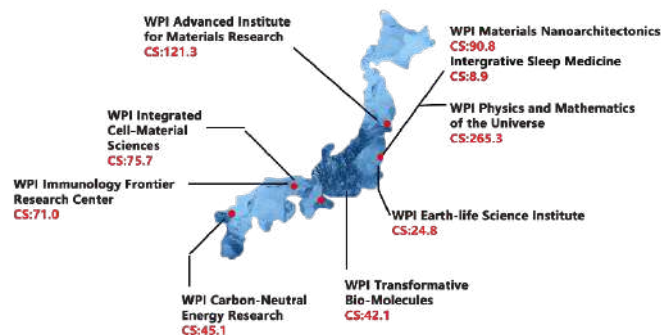 WPI Advanced Institute
for Materials Research
CS:121.3
WPI Materials Nanoarchitectonics
CS:90.8
Intergrative Sleep Medicine
CS:8.9
WPI Physics and Mathematics
of the Universe
CS:265.3
WPI Integrated
Cell-Material
Sciences
CS:75.7
WPI Immunology Frontier
Research Center
CS:71.0
WPI Earth-life Science Institute
CS:24.8
WPI Transformative
Bio-Molecules
CS:42.1
WPI Carbon-Neutral
Energy Research
CS:45.1